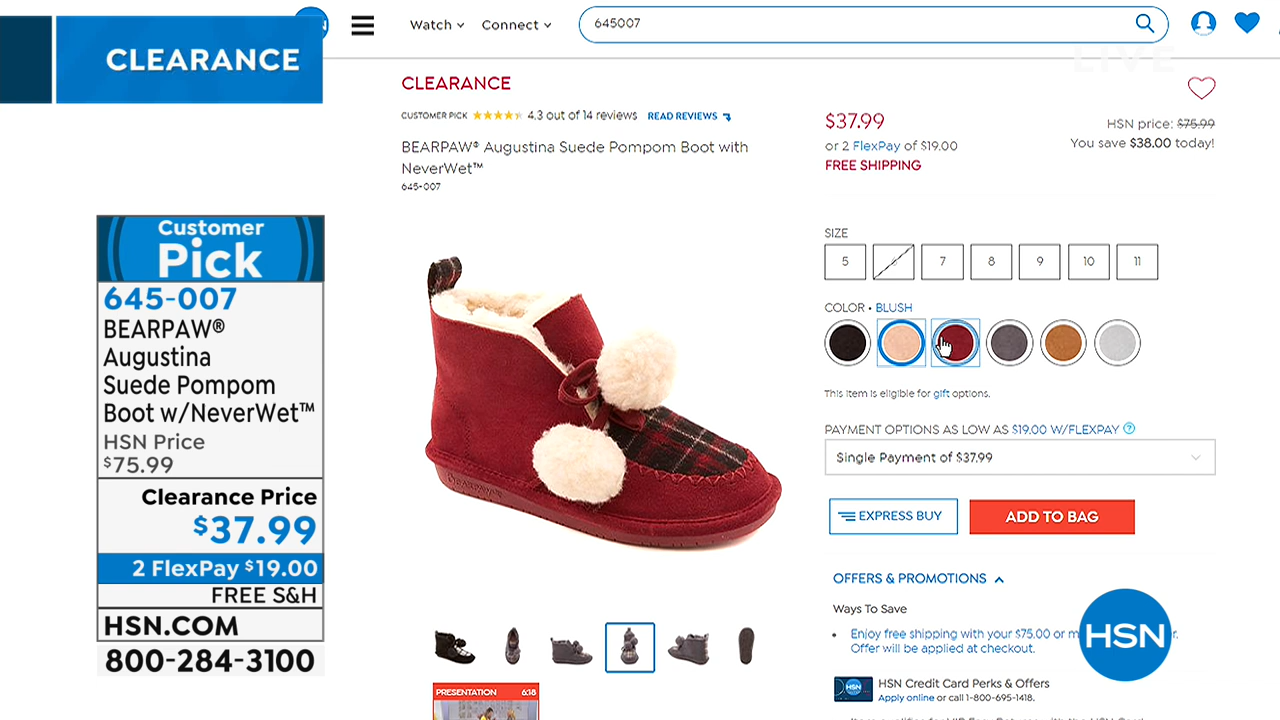 CLEARANCE
Watch
Connect
645007
LIVE
CLEARANCE
CUSTOMER PICK 4.3 out of 14 reviews READ REVIEWS
BEARPAW® Augustina Suede Pompom Boot with
NeverWet™
645-007
$37.99
or 2 FlexPay of $19.00
FREE SHIPPING
HSN price: $75.99
You save $38.00 today!
SIZE
5 6 7 8 9 10 11
COLOR • BLUSH
This item is eligible for gift options.
PAYMENT OPTIONS AS LOW AS $19.00 W/FLEXPAY ?
Single Payment of $37.99
EXPRESS BUY
ADD TO BAG
OFFERS & PROMOTIONS
Ways To Save
• Enjoy free shipping with your $75.00 or
Offer will be applied at checkout.
HSN
HSN
HSN Credit Card Perks & Offers
Apply online or call 1-800-695-1418.
Customer
Pick
645-007
BEARPAW®
Augustina
Suede Pompom
Boot w/NeverWet™
HSN Price
$75.99
Clearance Price
$37.99
2 FlexPay $19.00
FREE S&H
HSN.COM
800-284-3100
BEARPAW
PRESENTATION 6:18